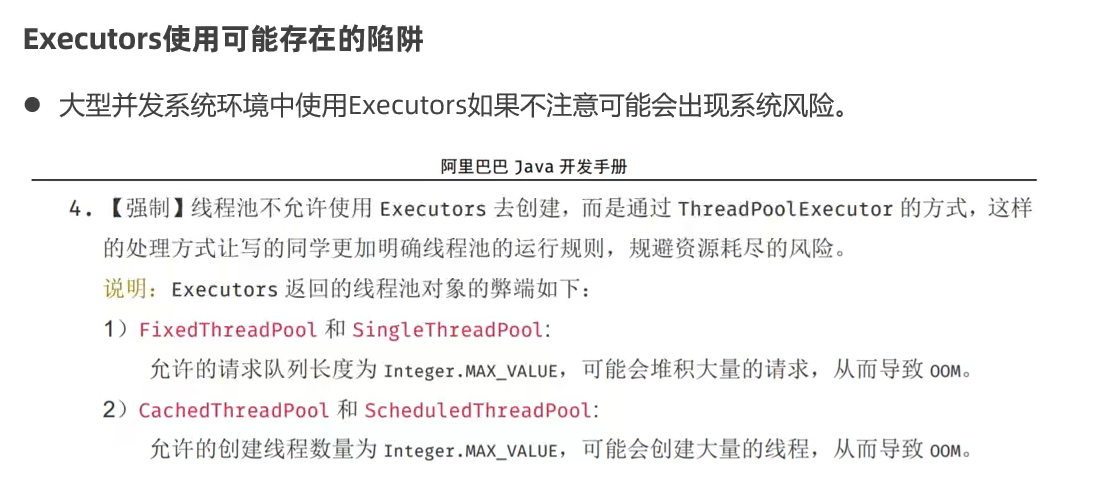 Executors使用可能存在的陷阱
● 大型并发系统环境中使用Executors如果不注意可能会出现系统风险。
阿里巴巴 Java 开发手册
4. 【强制】线程池不允许使用 Executors 去创建，而是通过 ThreadPoolExecutor 的方式，这样
的处理方式让写的同学更加明确线程池的运行规则，规避资源耗尽的风险。
说明：Executors 返回的线程池对象的弊端如下：
1）FixedThreadPool 和 SingleThreadPool:
允许的请求队列长度为 Integer.MAX_VALUE，可能会堆积大量的请求，从而导致 OOM。
2）CachedThreadPool 和 ScheduledThreadPool:
允许的创建线程数量为 Integer.MAX_VALUE，可能会创建大量的线程，从而导致 OOM。